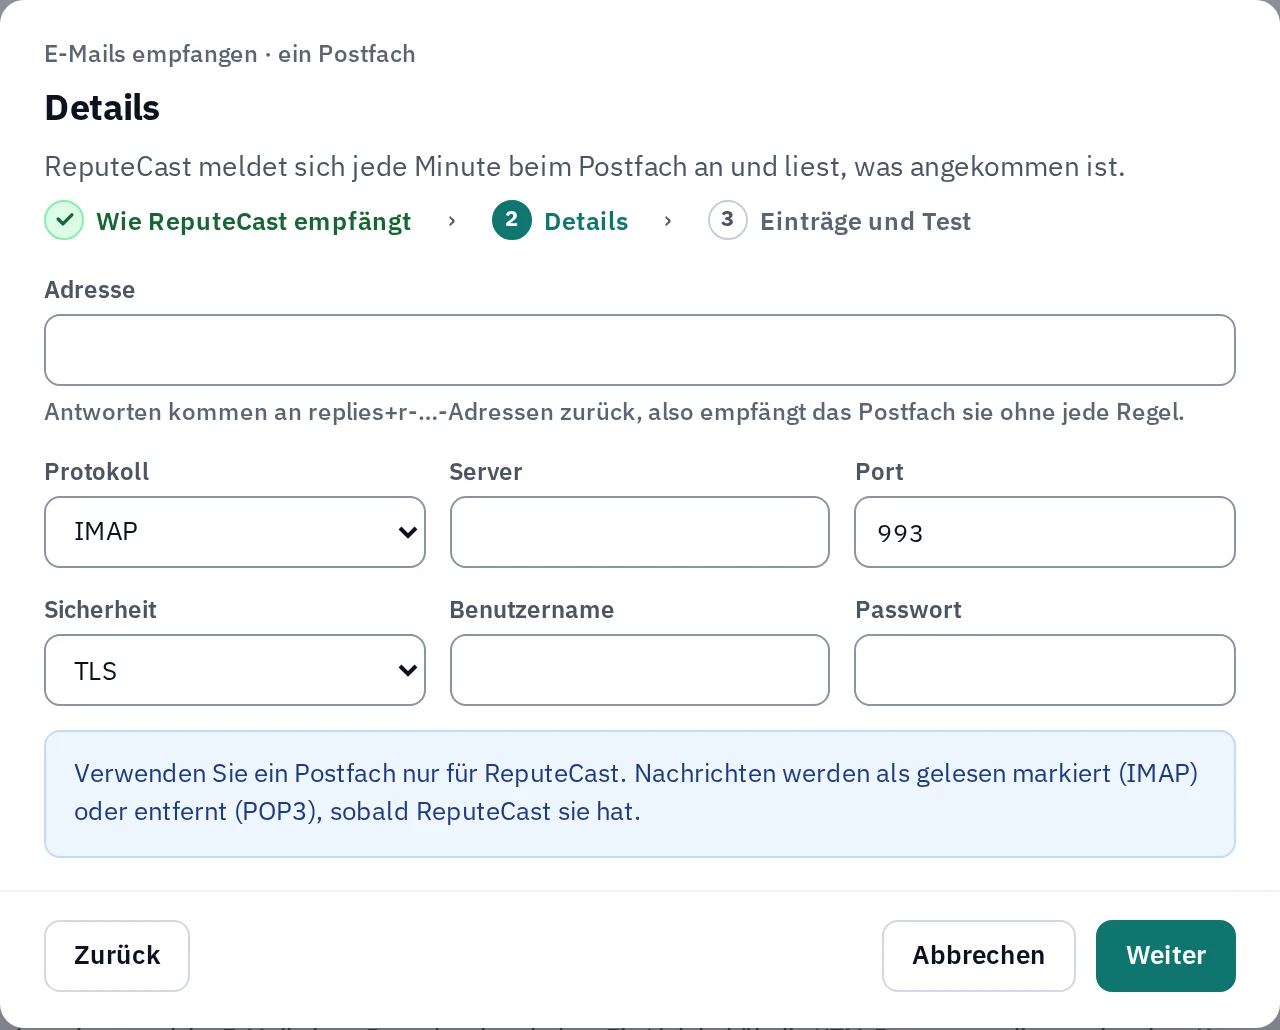 E-Mails empfangen · ein Postfach
Details
ReputeCast meldet sich jede Minute beim Postfach an und liest, was angekommen ist.
Wie ReputeCast empfängt › 2 Details › 3 Einträge und Test
Adresse
Antworten kommen an replies+r-…-Adressen zurück, also empfängt das Postfach sie ohne jede Regel.
Protokoll Server Port
IMAP 993
Sicherheit Benutzername Passwort
TLS
Verwenden Sie ein Postfach nur für ReputeCast. Nachrichten werden als gelesen markiert (IMAP)
oder entfernt (POP3), sobald ReputeCast sie hat.
Zurück Abbrechen Weiter